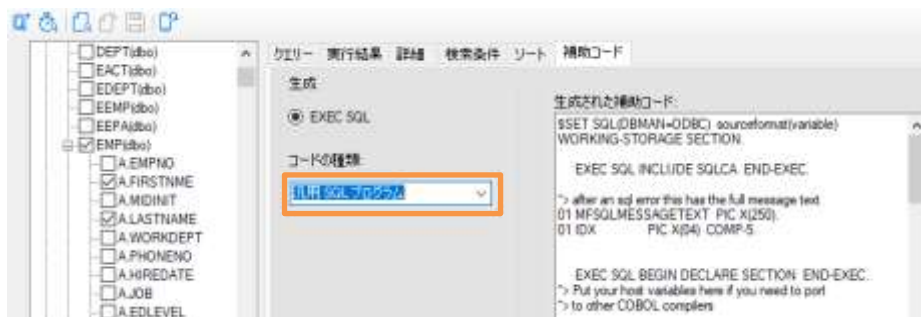 DEPT(dbo)
EACT(dbo)
EDEPT(dbo)
EEMP(dbo)
EEPA(dbo)
EMP(dbo)
A.EMPNO
A.FIRSTNME
A.MIDINIT
A.LASTNAME
A.WORKDEPT
A.PHONENO
A.HIREDATE
A.JOB
A.EDLEVEL
クエリー 実行結果 詳細 検索条件 ソート 補助コード
生成
EXEC SQL
コードの種類:
汎用 SQL プログラム
生成された補助コード:
$SET SQL(DBMAN=ODBC) sourceformat(variable)
WORKING-STORAGE SECTION.
EXEC SQL INCLUDE SQLCA END-EXEC.
*> after an sql error this has the full message text
01 MFSQLMESSAGETEXT PIC X(250).
01 IDX PIC X(04) COMP-5.
EXEC SQL BEGIN DECLARE SECTION END-EXEC.
*> Put your host variables here if you need to port
*> to other COBOL compilers